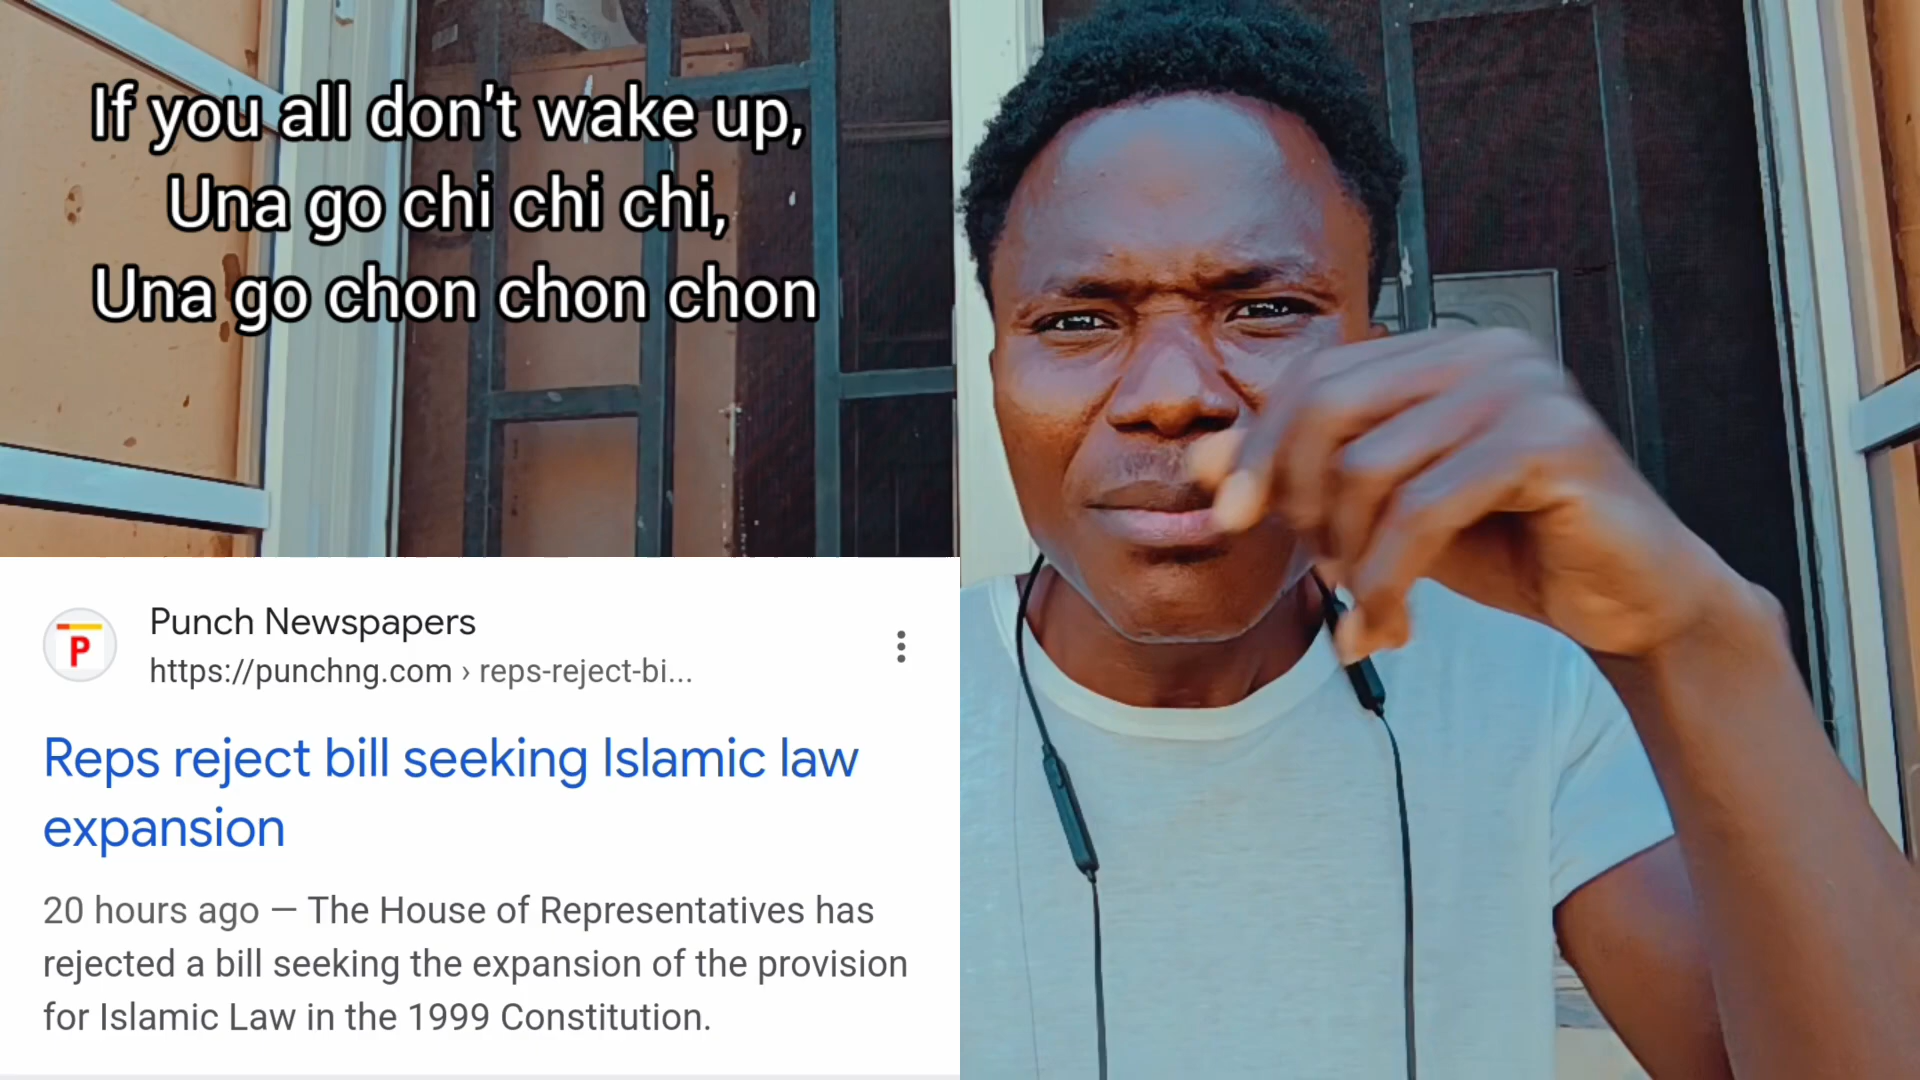 If you all don't wake up,
Una go chi chi chi,
Una go chon chon chon
P
Punch Newspapers
https://punchng.com › reps-reject-bi...
Reps reject bill seeking Islamic law
expansion
20 hours ago — The House of Representatives has
rejected a bill seeking the expansion of the provision
for Islamic Law in the 1999 Constitution.